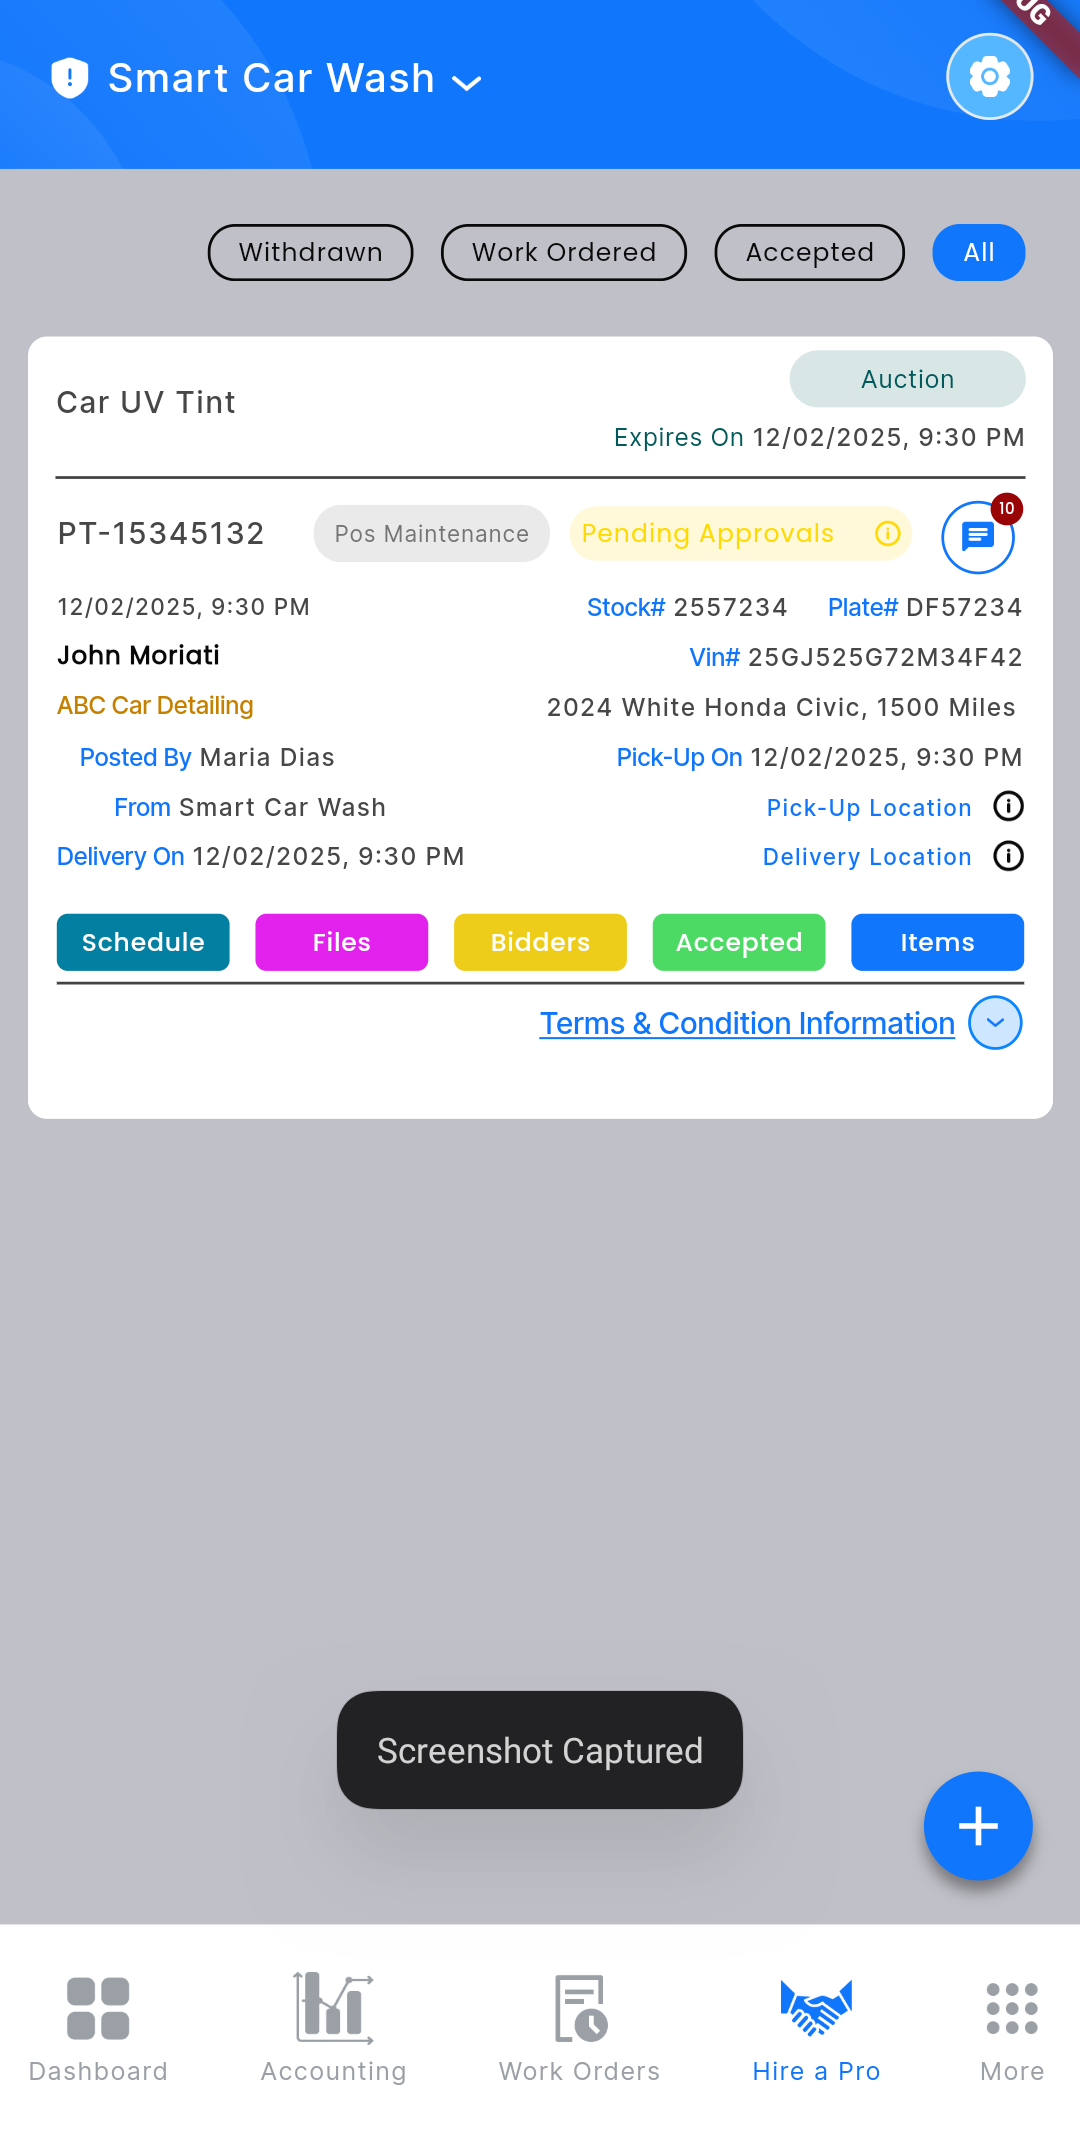 Smart Car Wash
UG
Withdrawn Work Ordered Accepted All
Car UV Tint
Auction
Expires On 12/02/2025, 9:30 PM
PT-15345132 Pos Maintenance Pending Approvals 10
12/02/2025, 9:30 PM Stock# 2557234 Plate# DF57234
John Moriati Vin# 25GJ525G72M34F42
ABC Car Detailing 2024 White Honda Civic, 1500 Miles
Posted By Maria Dias Pick-Up On 12/02/2025, 9:30 PM
From Smart Car Wash Pick-Up Location
Delivery On 12/02/2025, 9:30 PM Delivery Location
Schedule Files Bidders Accepted Items
Terms & Condition Information
Screenshot Captured
Dashboard Accounting Work Orders Hire a Pro More